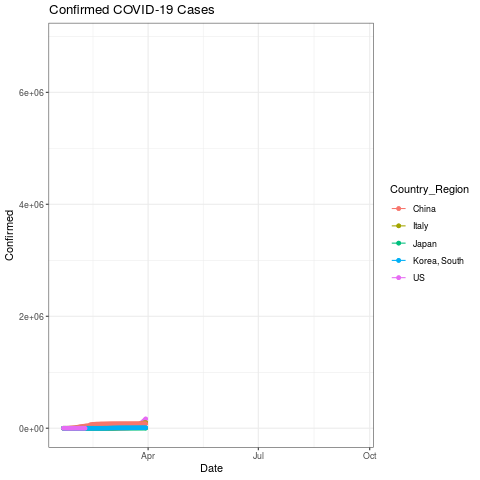 Confirmed COVID-19 Cases
6e+06
4e+06
2e+06
0e+00
Confirmed
Apr
Jul
Oct
Date
Country_Region
China
Italy
Japan
Korea, South
US